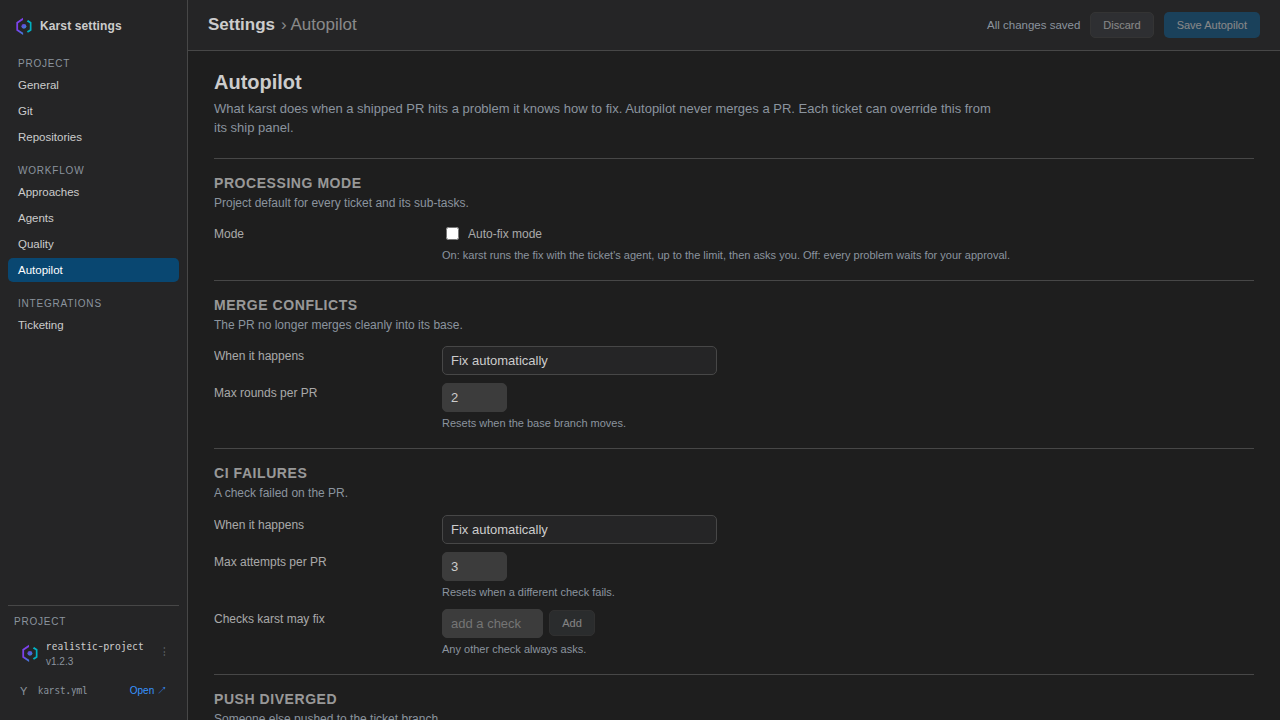 Karst settings
PROJECT
General
Git
Repositories
WORKFLOW
Approaches
Agents
Quality
Autopilot
INTEGRATIONS
Ticketing
PROJECT
realistic-project
v1.2.3
Y karst.yml Open ↗
Settings › Autopilot
All changes saved
Discard
Save Autopilot
Autopilot
What karst does when a shipped PR hits a problem it knows how to fix. Autopilot never merges a PR. Each ticket can override this from
its ship panel.
PROCESSING MODE
Project default for every ticket and its sub-tasks.
Mode
Auto-fix mode
On: karst runs the fix with the ticket's agent, up to the limit, then asks you. Off: every problem waits for your approval.
MERGE CONFLICTS
The PR no longer merges cleanly into its base.
When it happens
Fix automatically
Max rounds per PR
2
Resets when the base branch moves.
CI FAILURES
A check failed on the PR.
When it happens
Fix automatically
Max attempts per PR
3
Resets when a different check fails.
Checks karst may fix
add a check
Add
Any other check always asks.
PUSH DIVERGED
Someone else pushed to the ticket branch.